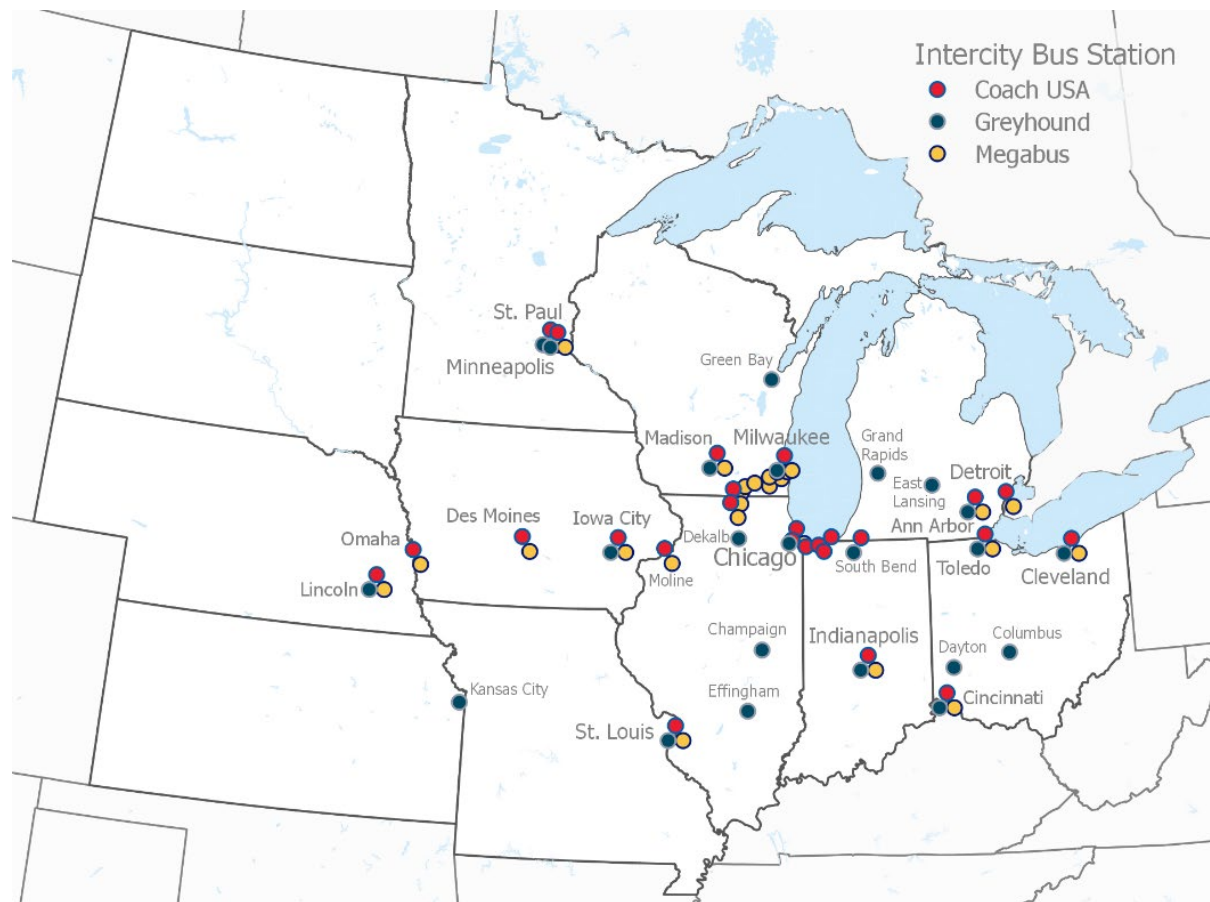 Intercity Bus Station
Coach USA
Greyhound
Megabus
St. Paul
Minneapolis
Green Bay
Madison
Milwaukee
Grand
Rapids
East
Lansing
Detroit
Ann Arbor
Des Moines
Iowa City
Omaha
Lincoln
Moline
Dekalb
Chicago
South Bend
Toledo
Cleveland
Champaign
Indianapolis
Columbus
Dayton
Kansas City
Effingham
Cincinnati
St. Louis